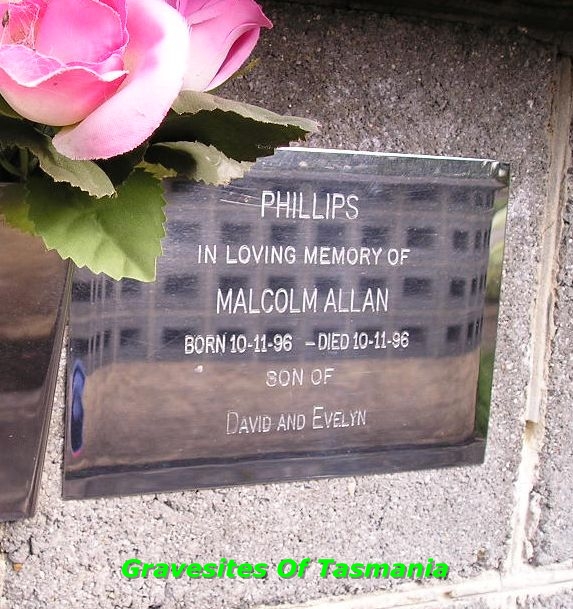 PHILLIPS
IN LOVING MEMORY OF
MALCOLM ALLAN
BORN 10-11-96 – DIED 10-11-96
SON OF
DAVID AND EVELYN
Gravesites Of Tasmania